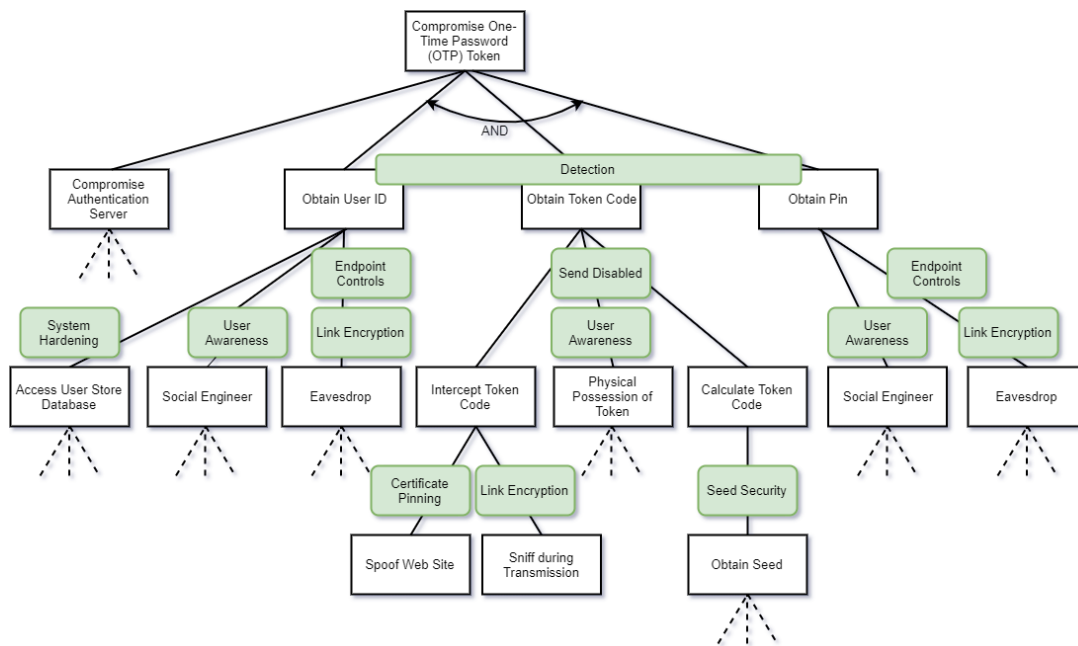 Compromise One-
Time Password
(OTP) Token
AND
Detection
Compromise
Authentication
Server
Obtain User ID
Obtain Token Code
Obtain Pin
Endpoint
Controls
Send Disabled
Endpoint
Controls
System
Hardening
User
Awareness
Link Encryption
User
Awareness
User
Awareness
Link Encryption
Access User Store
Database
Social Engineer
Eavesdrop
Intercept Token
Code
Physical
Possession of
Token
Calculate Token
Code
Social Engineer
Eavesdrop
Certificate
Pinning
Link Encryption
Seed Security
Spoof Web Site
Sniff during
Transmission
Obtain Seed